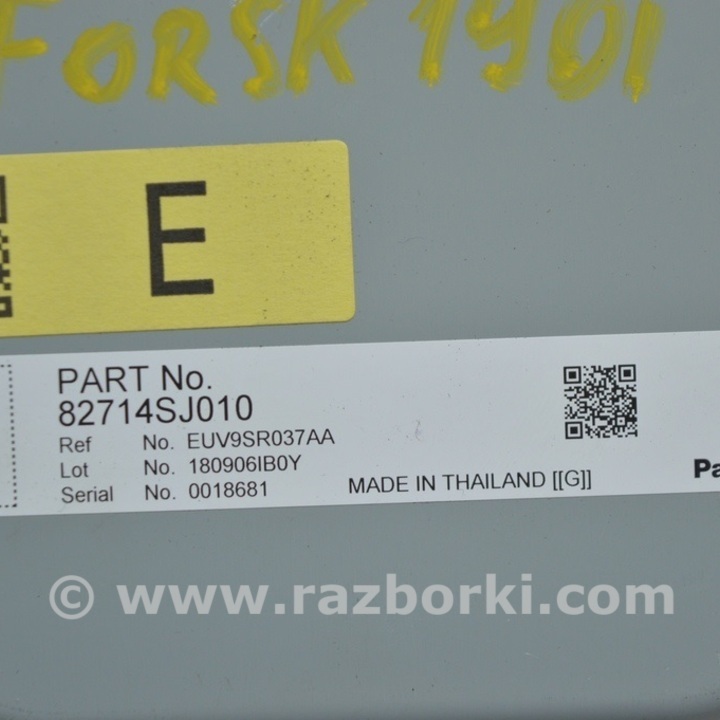 FORSK 1901
E
PART No.
82714SJ010
Ref No. EUV9SR037AA
Lot No. 180906IB0Y
Serial No. 0018681
MADE IN THAILAND [[G]]
Pa
© www.razborki.com